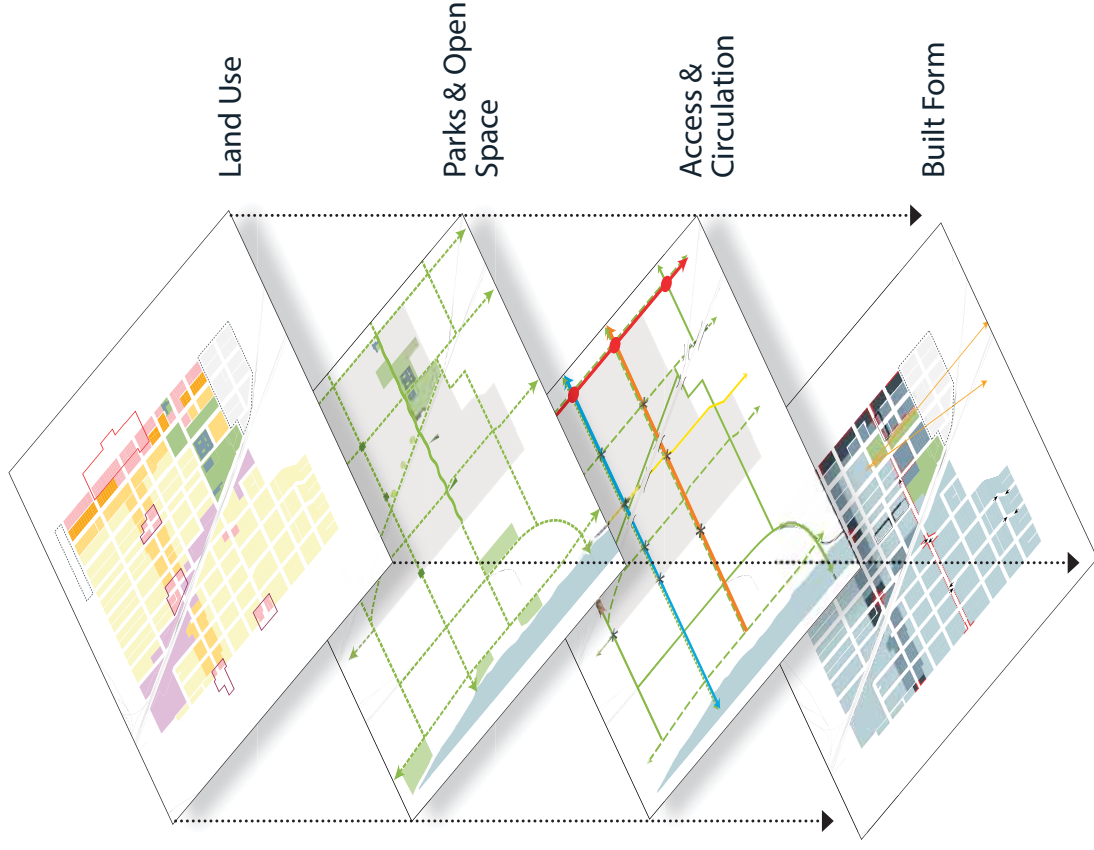 Land Use
Parks & Open
Space
Access &
Circulation
Built Form